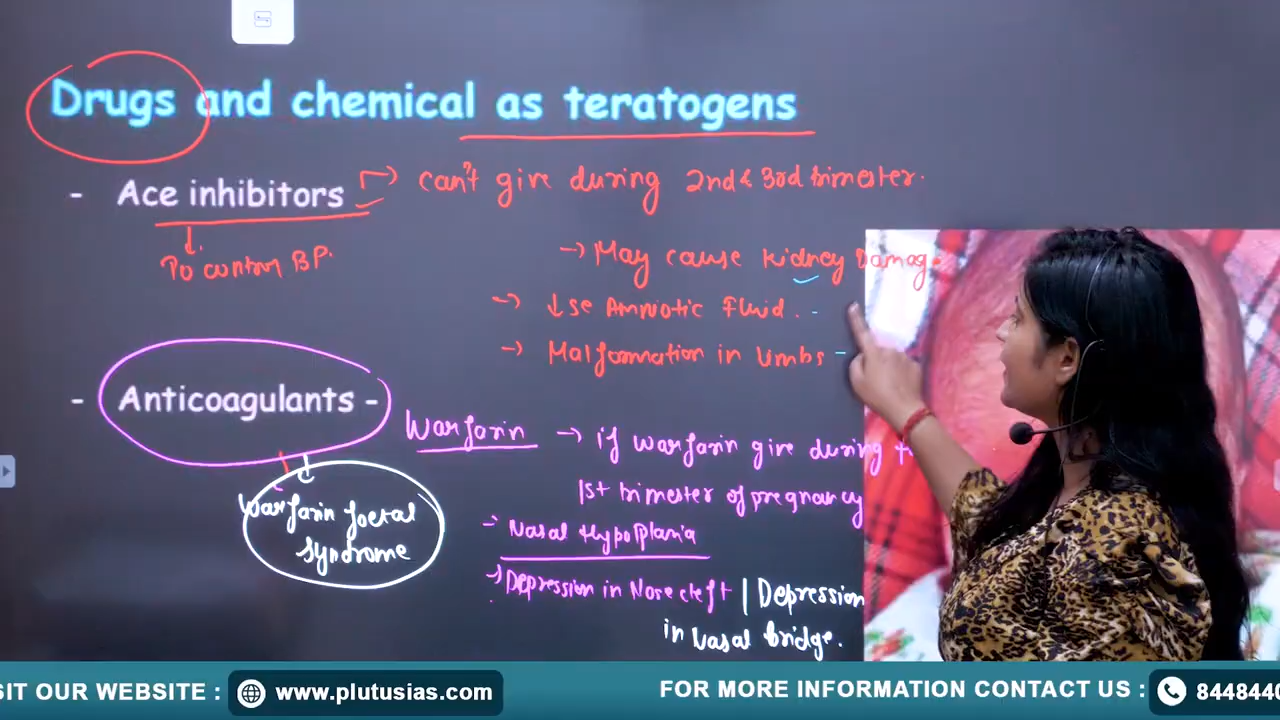 Drugs and chemical as teratogens
- Ace inhibitors → can't give during 2nd & 3rd trimester.
To control BP.
→ May cause kidney Damag
→ ↓se Amniotic Fluid.
→ Malformation in limbs
- Anticoagulants -
Warfarin → if warfarin give during
1st trimester of pregnancy
Warfarin foetal
syndrome
- Nasal Hypoplasia
→ Depression in Nose cleft | Depression
in Nasal bridge.
SIT OUR WEBSITE : www.plutusias.com FOR MORE INFORMATION CONTACT US : 8448440